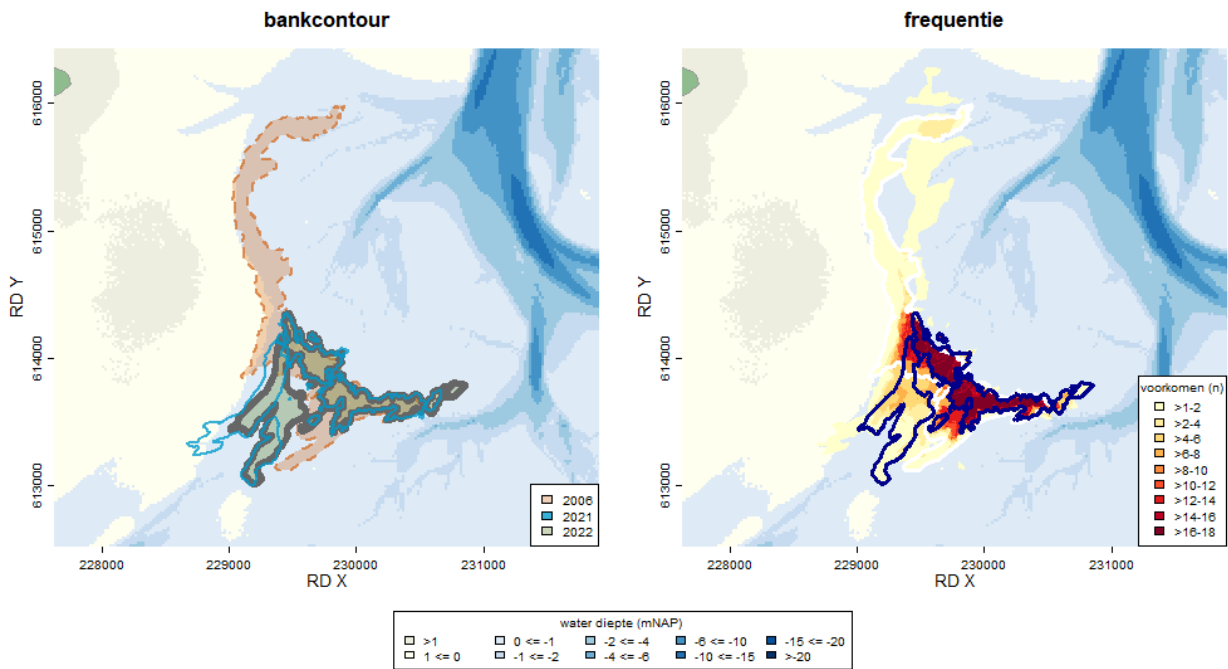 bankcontour
frequentie
RD Y
616000
615000
614000
613000
228000
229000
230000
231000
RD X
2006
2021
2022
RD Y
616000
615000
614000
613000
228000
229000
230000
231000
RD X
voorkomen (n)
>1-2
>2-4
>4-6
>6-8
>8-10
>10-12
>12-14
>14-16
>16-18
water diepte (mNAP)
>1 0 <= -1 -2 <= -4 -6 <= -10 -15 <= -20
1 <= 0 -1 <= -2 -4 <= -6 -10 <= -15 >-20